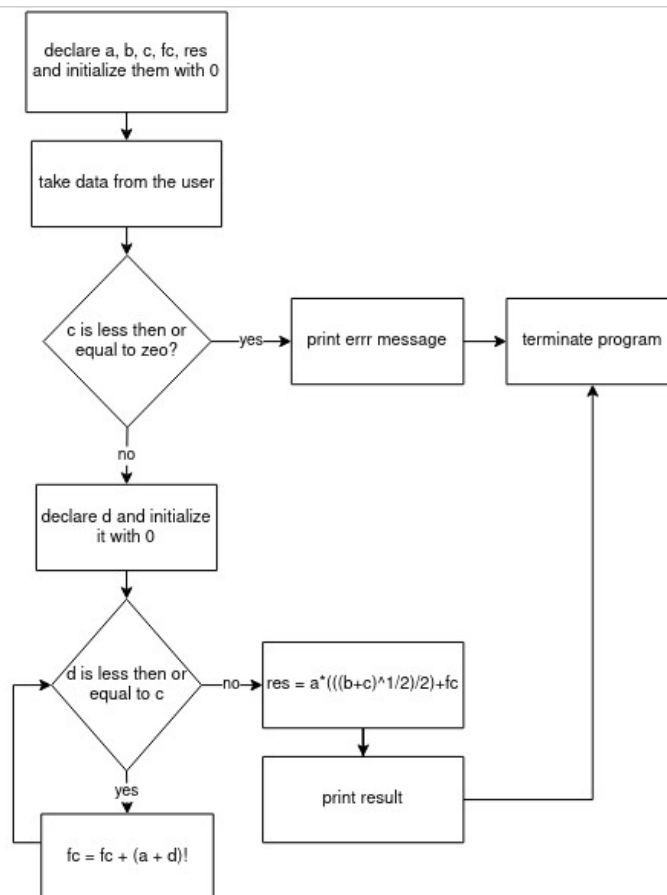 declare a, b, c, fc, res
and initialize them with 0
take data from the user
c is less then or
equal to zeo?
yes
print errr message
terminate program
no
declare d and initialize
it with 0
d is less then or
equal to c
no
res = a*(((b+c)^1/2)/2)+fc
yes
print result
fc = fc + (a + d)!